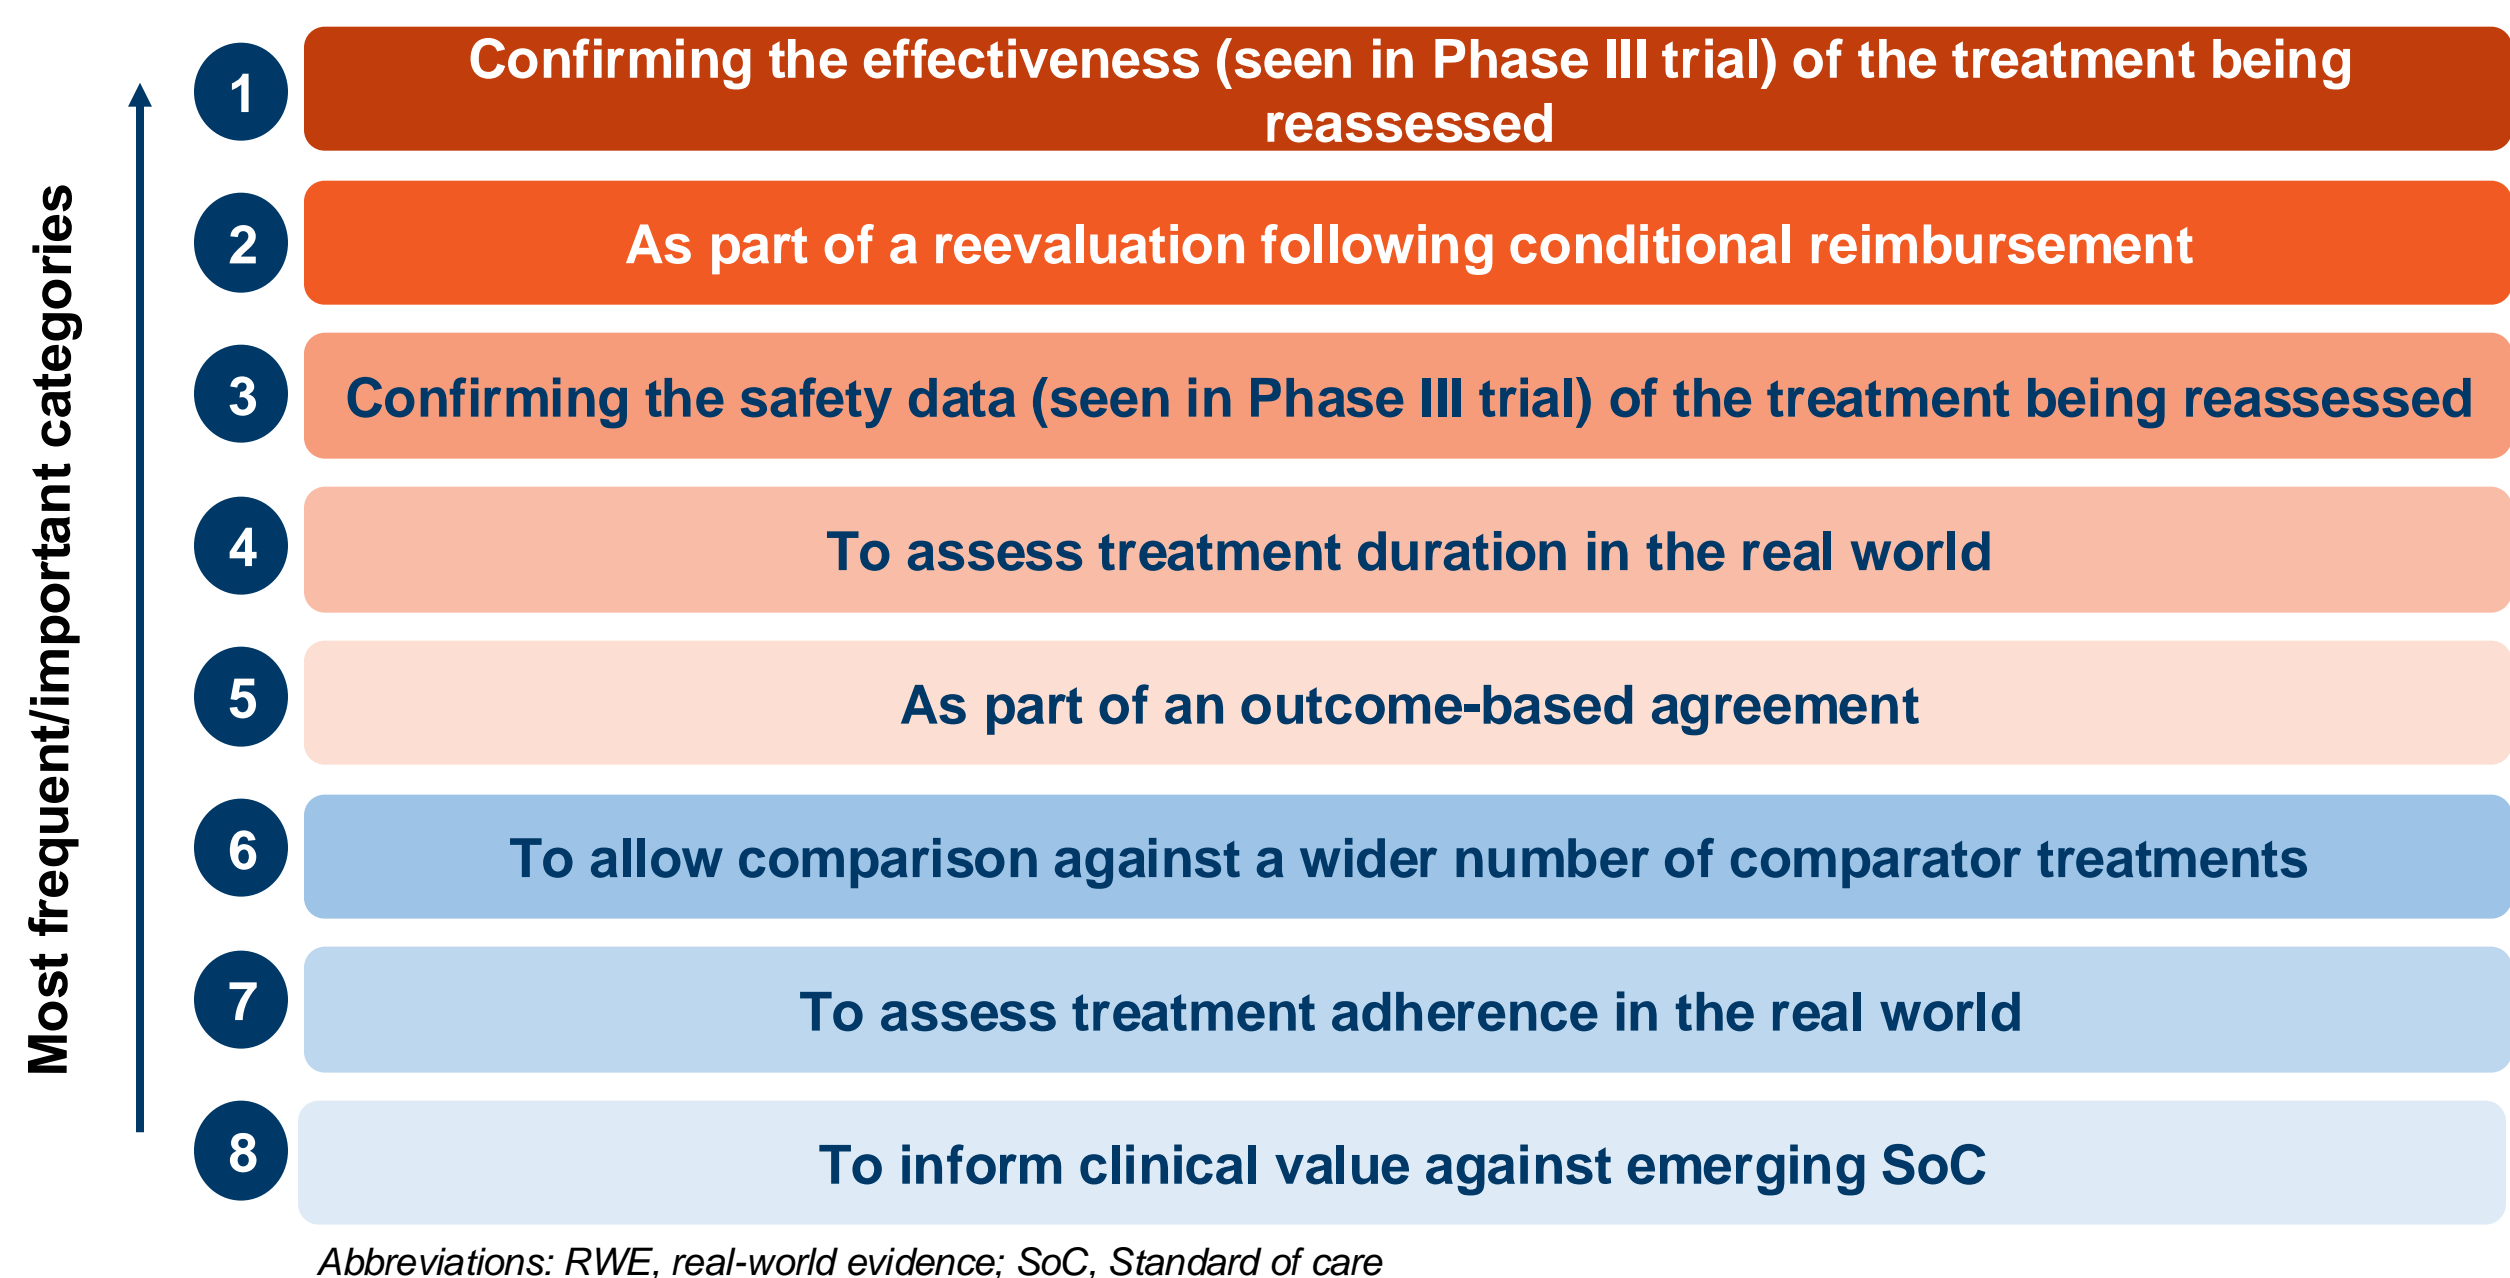 Most frequent/important categories
1
Confirming the effectiveness (seen in Phase III trial) of the treatment being
reassessed
2
As part of a reevaluation following conditional reimbursement
3
Confirming the safety data (seen in Phase III trial) of the treatment being reassessed
4
To assess treatment duration in the real world
5
As part of an outcome-based agreement
6
To allow comparison against a wider number of comparator treatments
7
To assess treatment adherence in the real world
8
To inform clinical value against emerging SoC
Abbreviations: RWE, real-world evidence; SoC, Standard of care